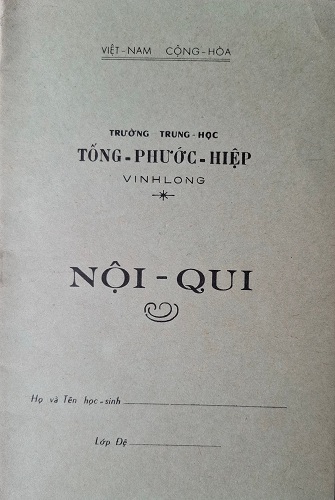 VIỆT-NAM CỘNG-HÒA
TRƯỜNG TRUNG-HỌC
TỐNG-PHƯỚC-HIỆP
VINHLONG
NỘI-QUI
Họ và Tên học-sinh
Lớp Đệ